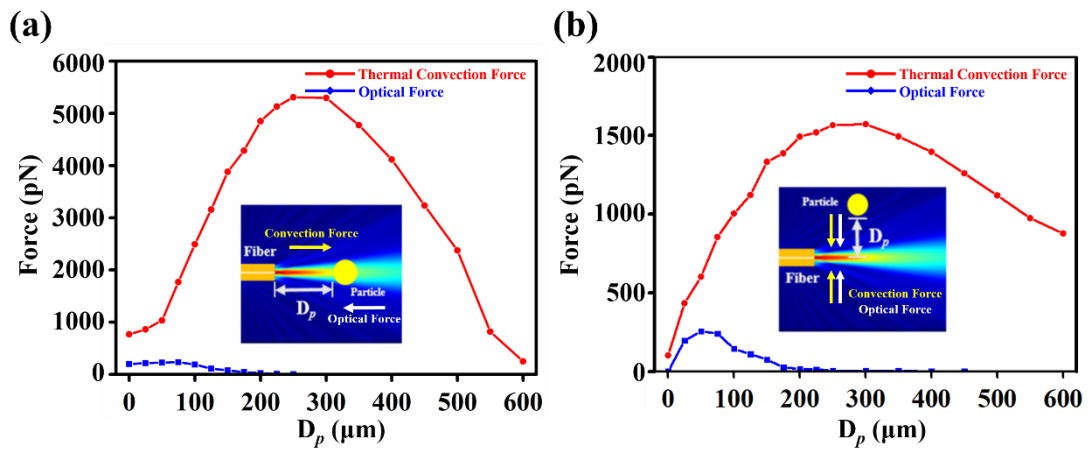 (a)
Force (pN)
6000
5000
4000
3000
2000
1000
0
Thermal Convection Force
Optical Force
Convection Force
Fiber
Particle
Dp
Optical Force
0 100 200 300 400 500 600
Dp (μm)
(b)
Force (pN)
2000
1500
1000
500
0
Thermal Convection Force
Optical Force
Particle
Dp
Fiber
Convection Force
Optical Force
0 100 200 300 400 500 600
Dp (μm)